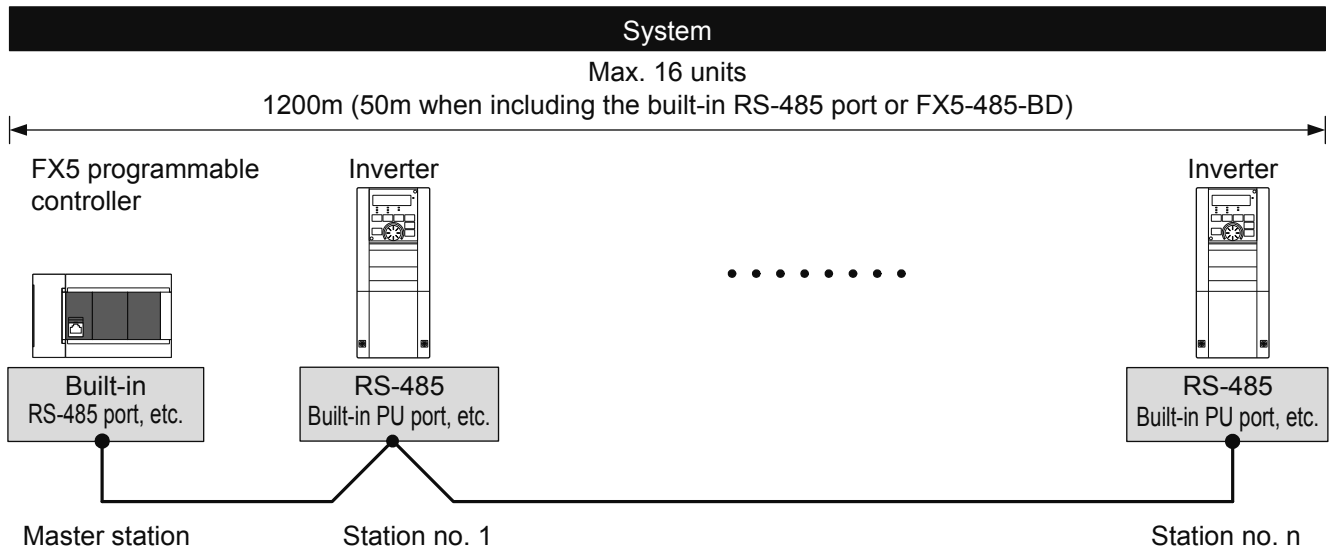 System
Max. 16 units
1200m (50m when including the built-in RS-485 port or FX5-485-BD)
FX5 programmable
controller
Inverter
Inverter
Built-in
RS-485 port, etc.
RS-485
Built-in PU port, etc.
RS-485
Built-in PU port, etc.
Master station
Station no. 1
Station no. n